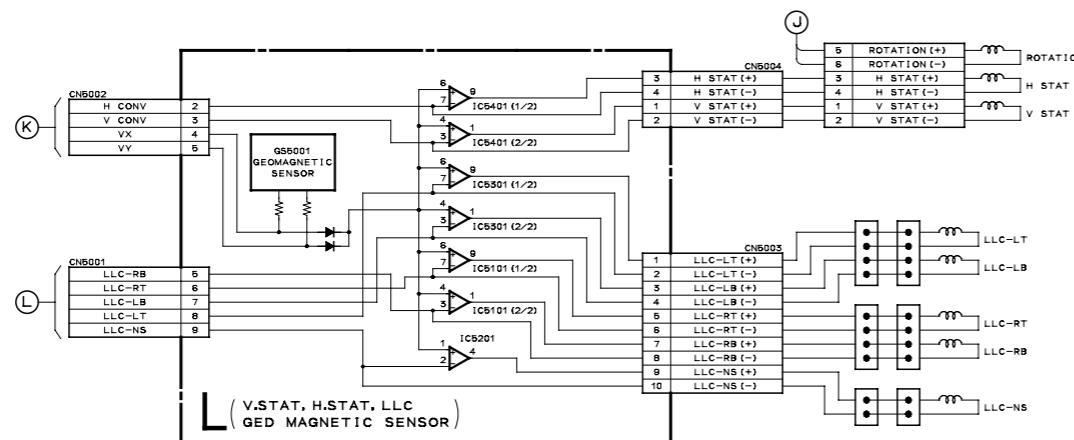 J
5 ROTATION(+)
6 ROTATION(-)
3 H STAT(+)
4 H STAT(-)
1 V STAT(+)
2 V STAT(-)
ROTATIO
H STAT
V STAT
CN5004
3 H STAT(+)
4 H STAT(-)
1 V STAT(+)
2 V STAT(-)
K
CN5002
H CONV 2
V CONV 3
VX 4
VY 5
GS5001
GEOMAGNETIC
SENSOR
6
7
9
IC5401(1/2)
4
3
1
IC5401(2/2)
6
7
9
IC5301(1/2)
4
3
1
IC5301(2/2)
6
7
9
IC5101(1/2)
4
3
1
IC5101(2/2)
IC5201
1
2
4
L
CN5001
LLC-RB 5
LLC-RT 6
LLC-LB 7
LLC-LT 8
LLC-NS 9
CN5003
1 LLC-LT(+)
2 LLC-LT(-)
3 LLC-LB(+)
4 LLC-LB(-)
5 LLC-RT(+)
6 LLC-RT(-)
7 LLC-RB(+)
8 LLC-RB(-)
9 LLC-NS(+)
10 LLC-NS(-)
LLC-LT
LLC-LB
LLC-RT
LLC-RB
LLC-NS
L (V.STAT, H.STAT, LLC
GED MAGNETIC SENSOR)